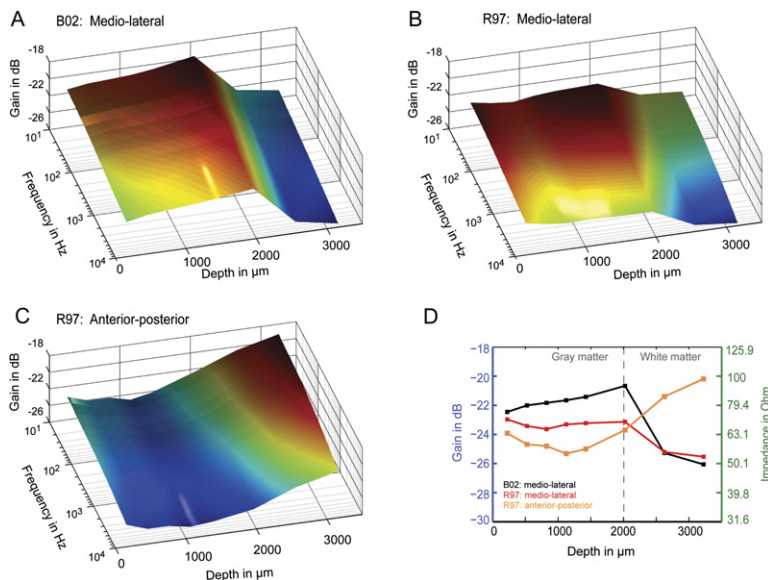 A
B02: Medio-lateral
Gain in dB
-18
-22
-26
10¹
10²
10³
10⁴
Frequency in Hz
0
1000
2000
3000
Depth in µm
B
R97: Medio-lateral
Gain in dB
-18
-22
-26
10¹
10²
10³
10⁴
Frequency in Hz
0
1000
2000
3000
Depth in µm
C
R97: Anterior-posterior
Gain in dB
-18
-22
-26
10¹
10²
10³
10⁴
Frequency in Hz
0
1000
2000
3000
Depth in µm
D
Gray matter White matter
Gain in dB
−18
−20
−22
−24
−26
−28
−30
125.9
100
79.4
63.1
50.1
39.8
31.6
Impedance in Ohm
B02: medio-lateral
R97: medio-lateral
R97: anterior-posterior
0 1000 2000 3000
Depth in µm